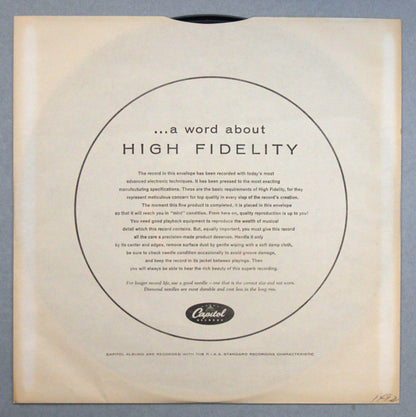 ...a word about
HIGH FIDELITY
The record in this envelope has been recorded with today's most
advanced electronic techniques. It has been pressed to the most exacting
manufacturing specifications. These are the basic requirements of High Fidelity, for they
represent meticulous concern for top quality in every step of the record's creation.
The moment this fine product is completed, it is placed in this envelope
so that it will reach you in "mint" condition. From here on, quality reproduction is up to you!
You need good playback equipment to reproduce the wealth of musical
detail which this record contains. But, equally important, you must give this record
all the care a precision-made product deserves. Handle it only
by its center and edges, remove surface dust by gentle wiping with a soft damp cloth,
be sure to check needle condition occasionally to avoid groove damage,
and keep the record in its jacket between playings. Then
you will always be able to hear the rich beauty of this superb recording.
For longer record life, use a good needle – one that is the correct size and not worn.
Diamond needles are most durable and cost less in the long run.
Capitol
RECORDS
CAPITOL ALBUMS ARE RECORDED WITH THE R.I.A.A. STANDARD RECORDING CHARACTERISTIC